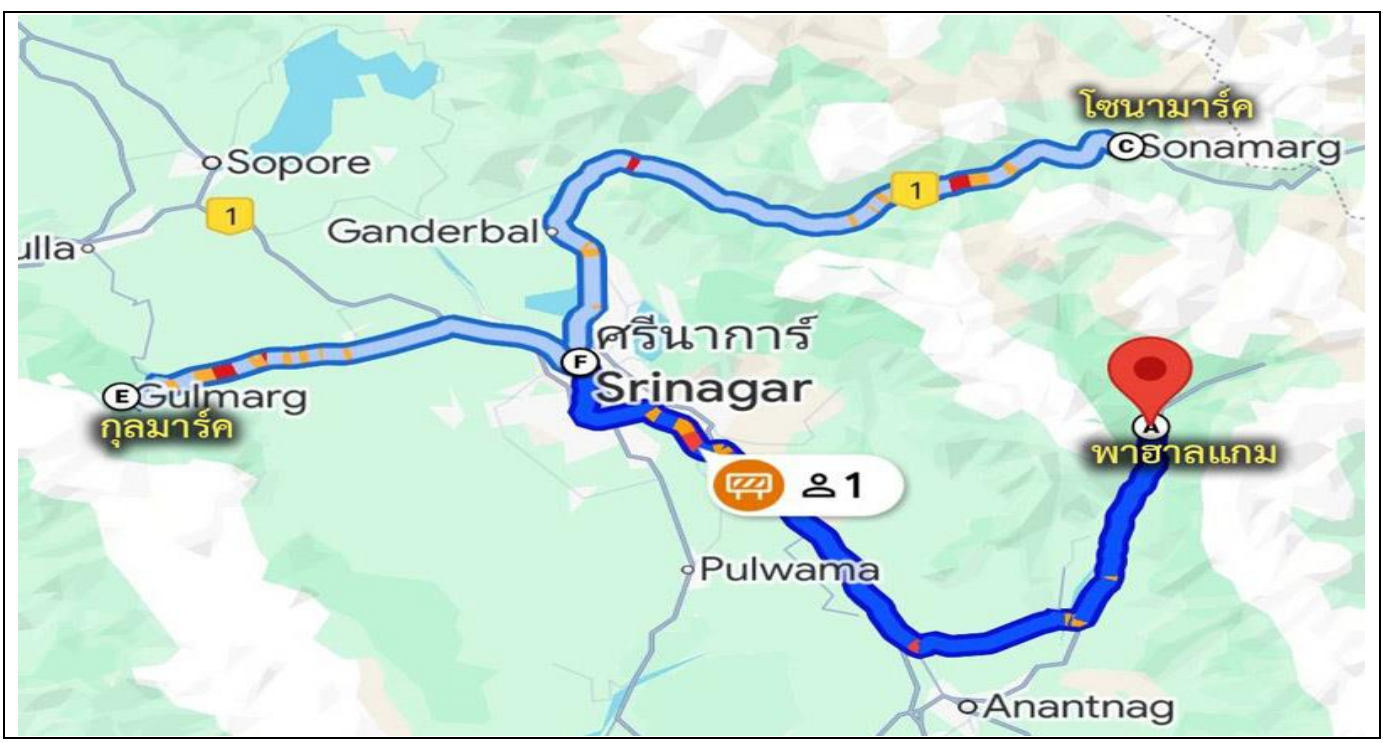 โซนามาร์ค
C
Sonamarg
Sopore
1
1
Ganderbal
ulla
ศรีนาการ์
F
Srinagar
E
Gulmarg
กุลมาร์ค
A
พาฮาลแกม
1
Pulwama
Anantnag